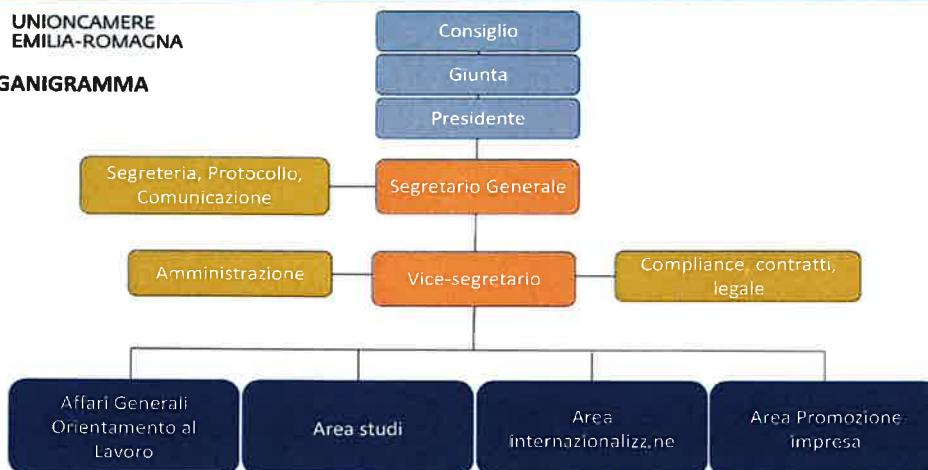 UNIONCAMERE
EMILIA-ROMAGNA
GANIGRAMMA
Consiglio
Giunta
Presidente
Segreteria, Protocollo,
Comunicazione
Segretario Generale
Amministrazione
Vice-segretario
Compliance, contratti,
legale
Affari Generali
Orientamento al
Lavoro
Area studi
Area
internazionalizz.ne
Area Promozione
impresa